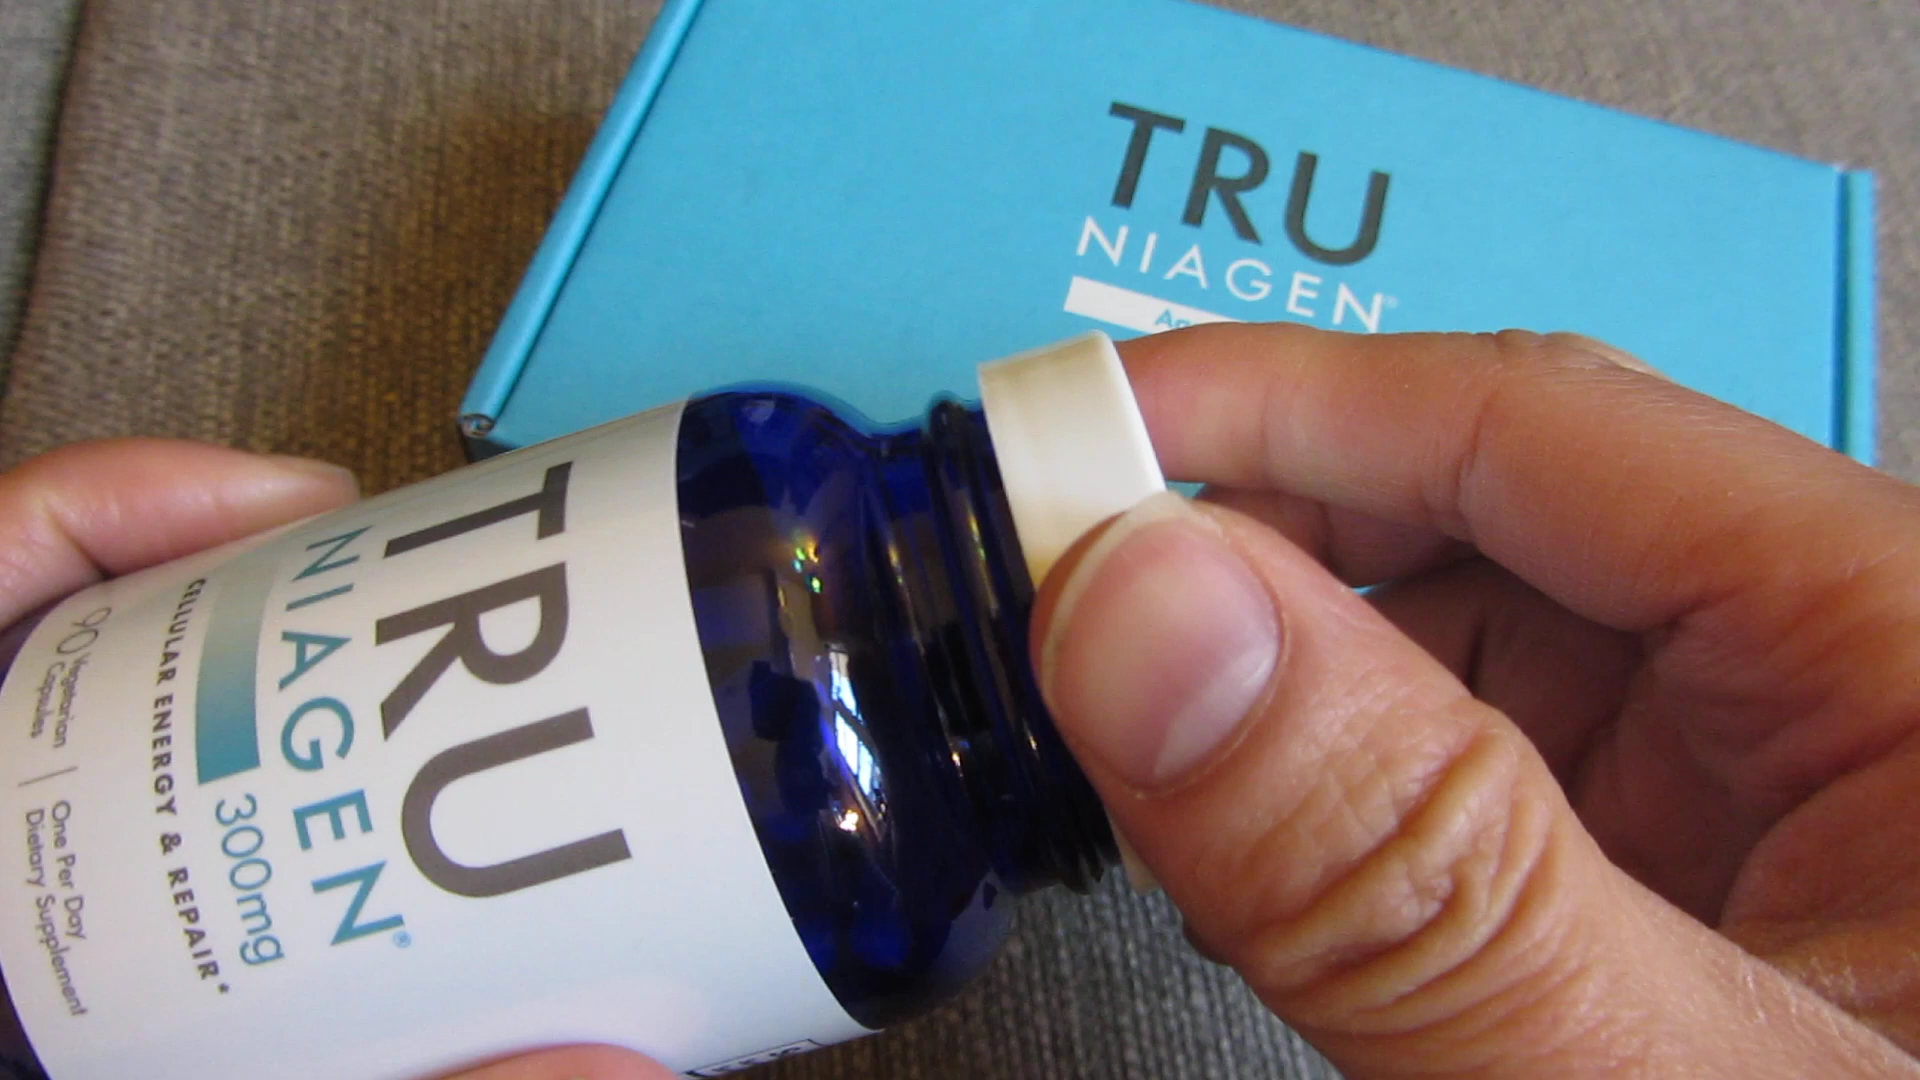 TRU
NIAGEN®
TRU
NIAGEN®
300mg
CELLULAR ENERGY & REPAIR*
90 Vegetarian Capsules | One Per Day Dietary Supplement